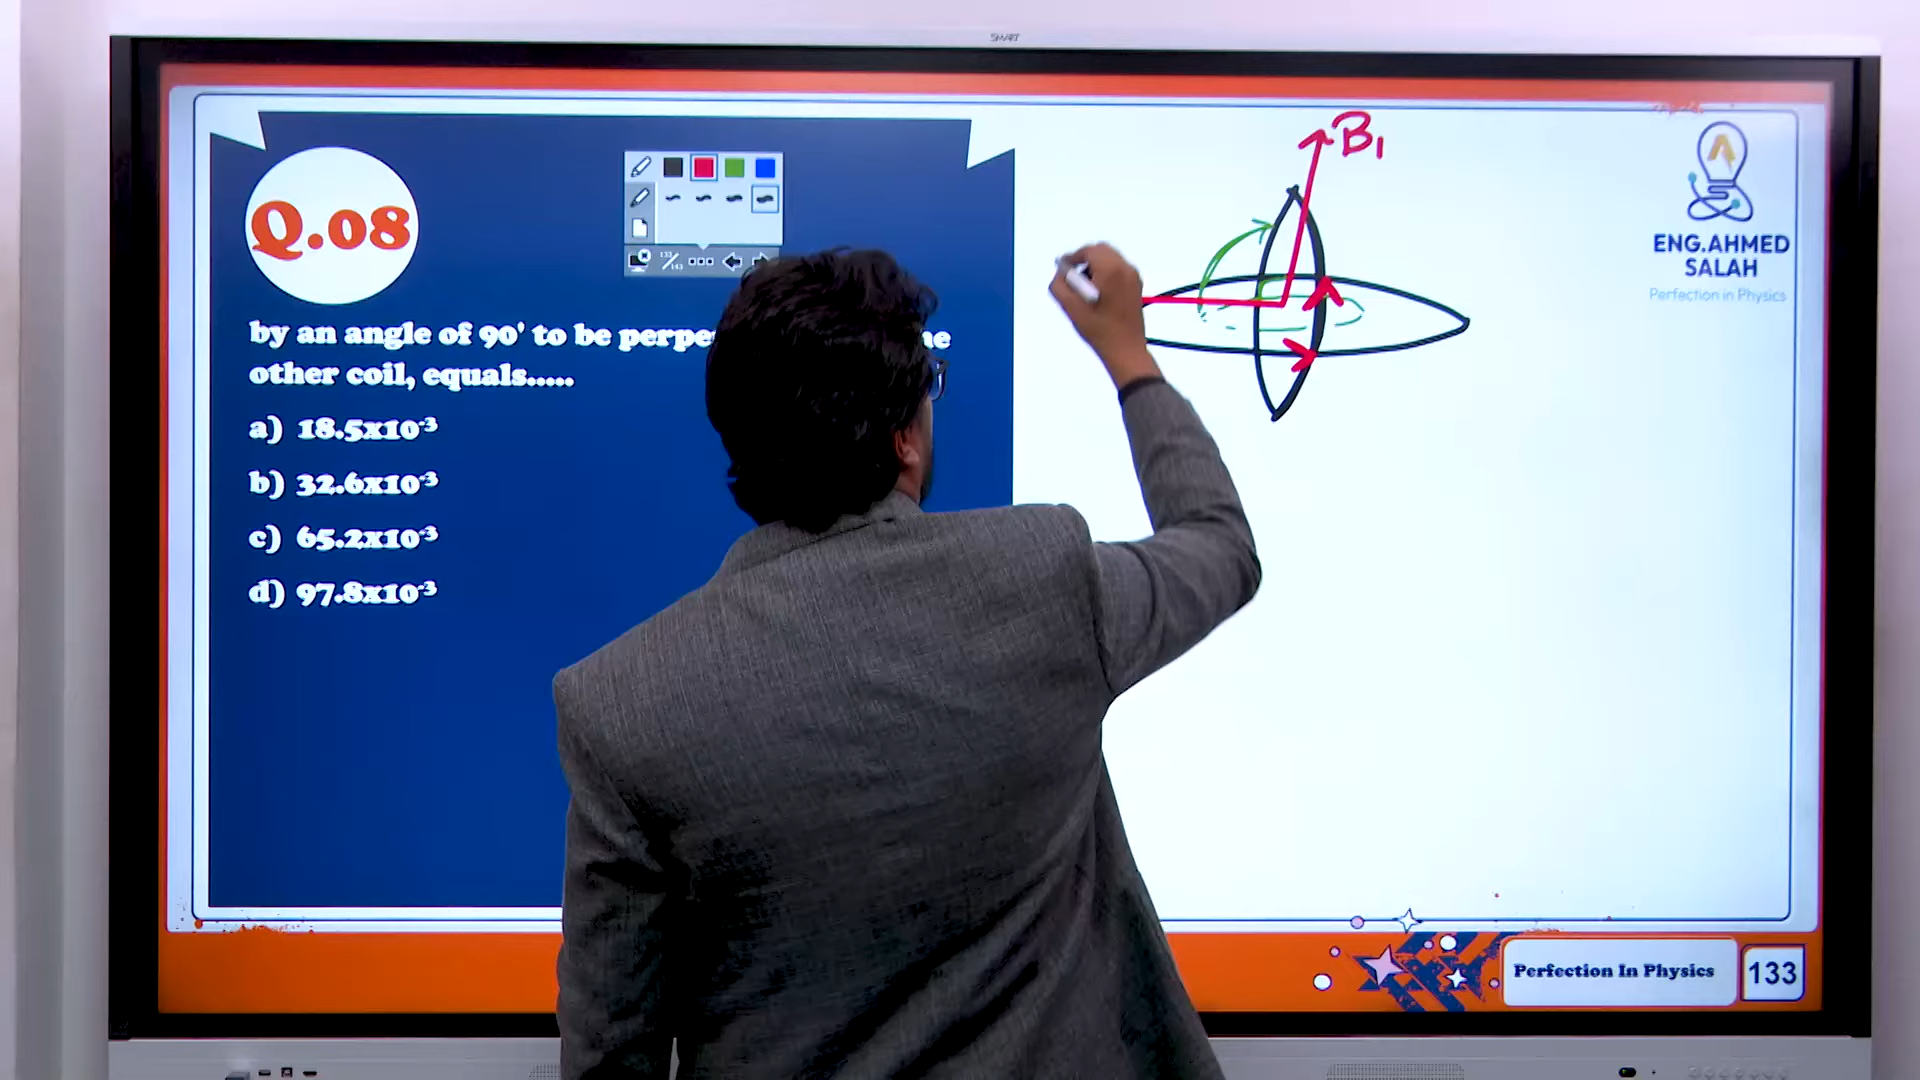 SMART
Q.08
by an angle of 90' to be
other coil, equals.....
a) 18.5x10-3
b) 32.6x10-3
c) 65.2x10-3
d) 97.8x10-3
B1
ENG.AHMED
SALAH
Perfection in Physics
Perfection In Physics
133